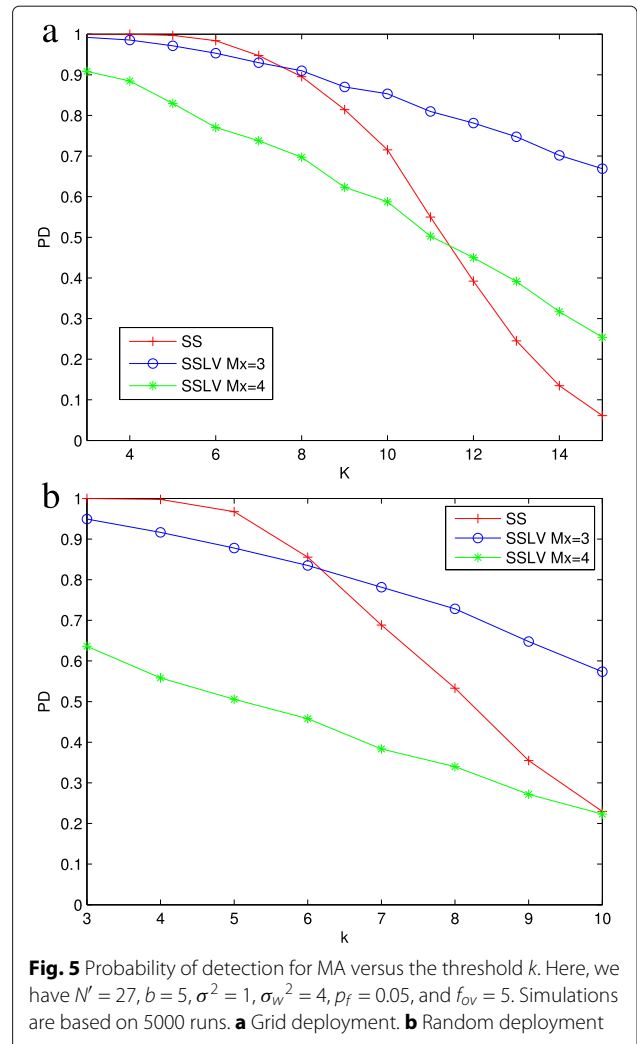 a
1
0.9
0.8
0.7
0.6
0.5
0.4
0.3
0.2
0.1
0
PD
SS
SSLV Mx=3
SSLV Mx=4
4 6 8 10 12 14
K
b
1
0.9
0.8
0.7
0.6
0.5
0.4
0.3
0.2
0.1
0
PD
SS
SSLV Mx=3
SSLV Mx=4
3 4 5 6 7 8 9 10
k
Fig. 5 Probability of detection for MA versus the threshold k. Here, we
have N′ = 27, b = 5, σ² = 1, σw² = 4, pf = 0.05, and fov = 5. Simulations
are based on 5000 runs. a Grid deployment. b Random deployment